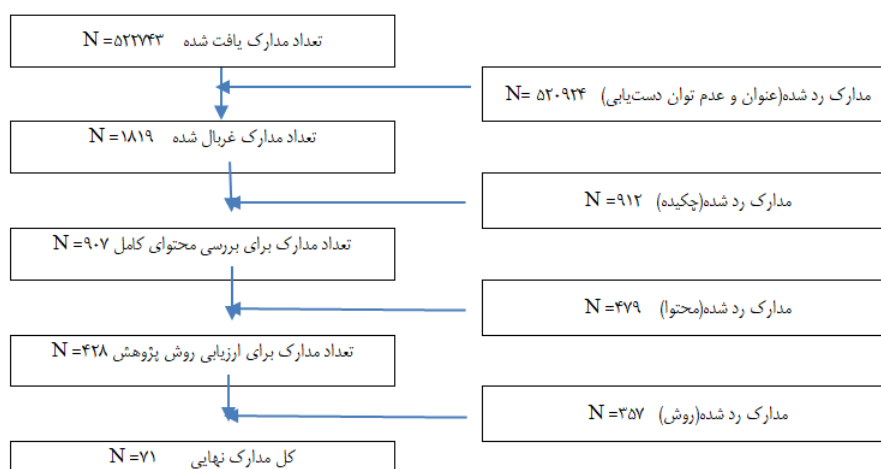 تعداد مدارک یافت شده N =۵۲۲۷۴۳
مدارک رد شده(عنوان و عدم توان دست‌یابی) N= ۵۲۰۹۲۴
تعداد مدارک غربال شده N =۱۸۱۹
مدارک رد شده(چکیده) N =۹۱۲
تعداد مدارک برای بررسی محتوای کامل N =۹۰۷
مدارک رد شده(محتوا) N =۴۷۹
تعداد مدارک برای ارزیابی روش پژوهش N =۴۲۸
مدارک رد شده(روش) N =۳۵۷
کل مدارک نهایی N =۷۱